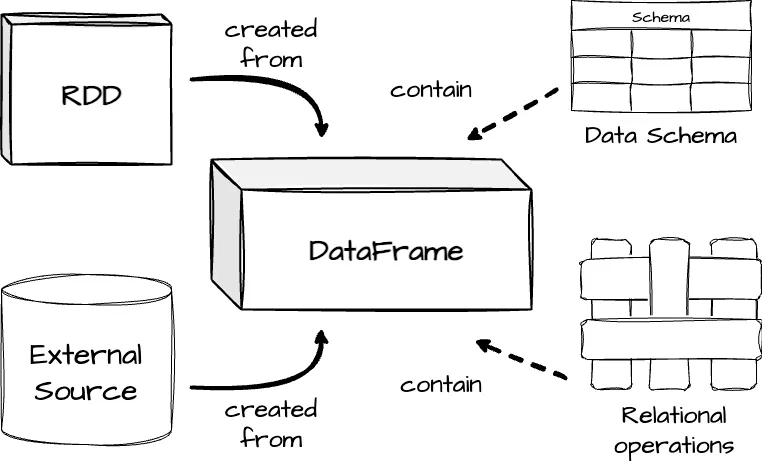 created
from
RDD
contain
Schema
Data Schema
DataFrame
External
Source
created
from
contain
Relational
operations